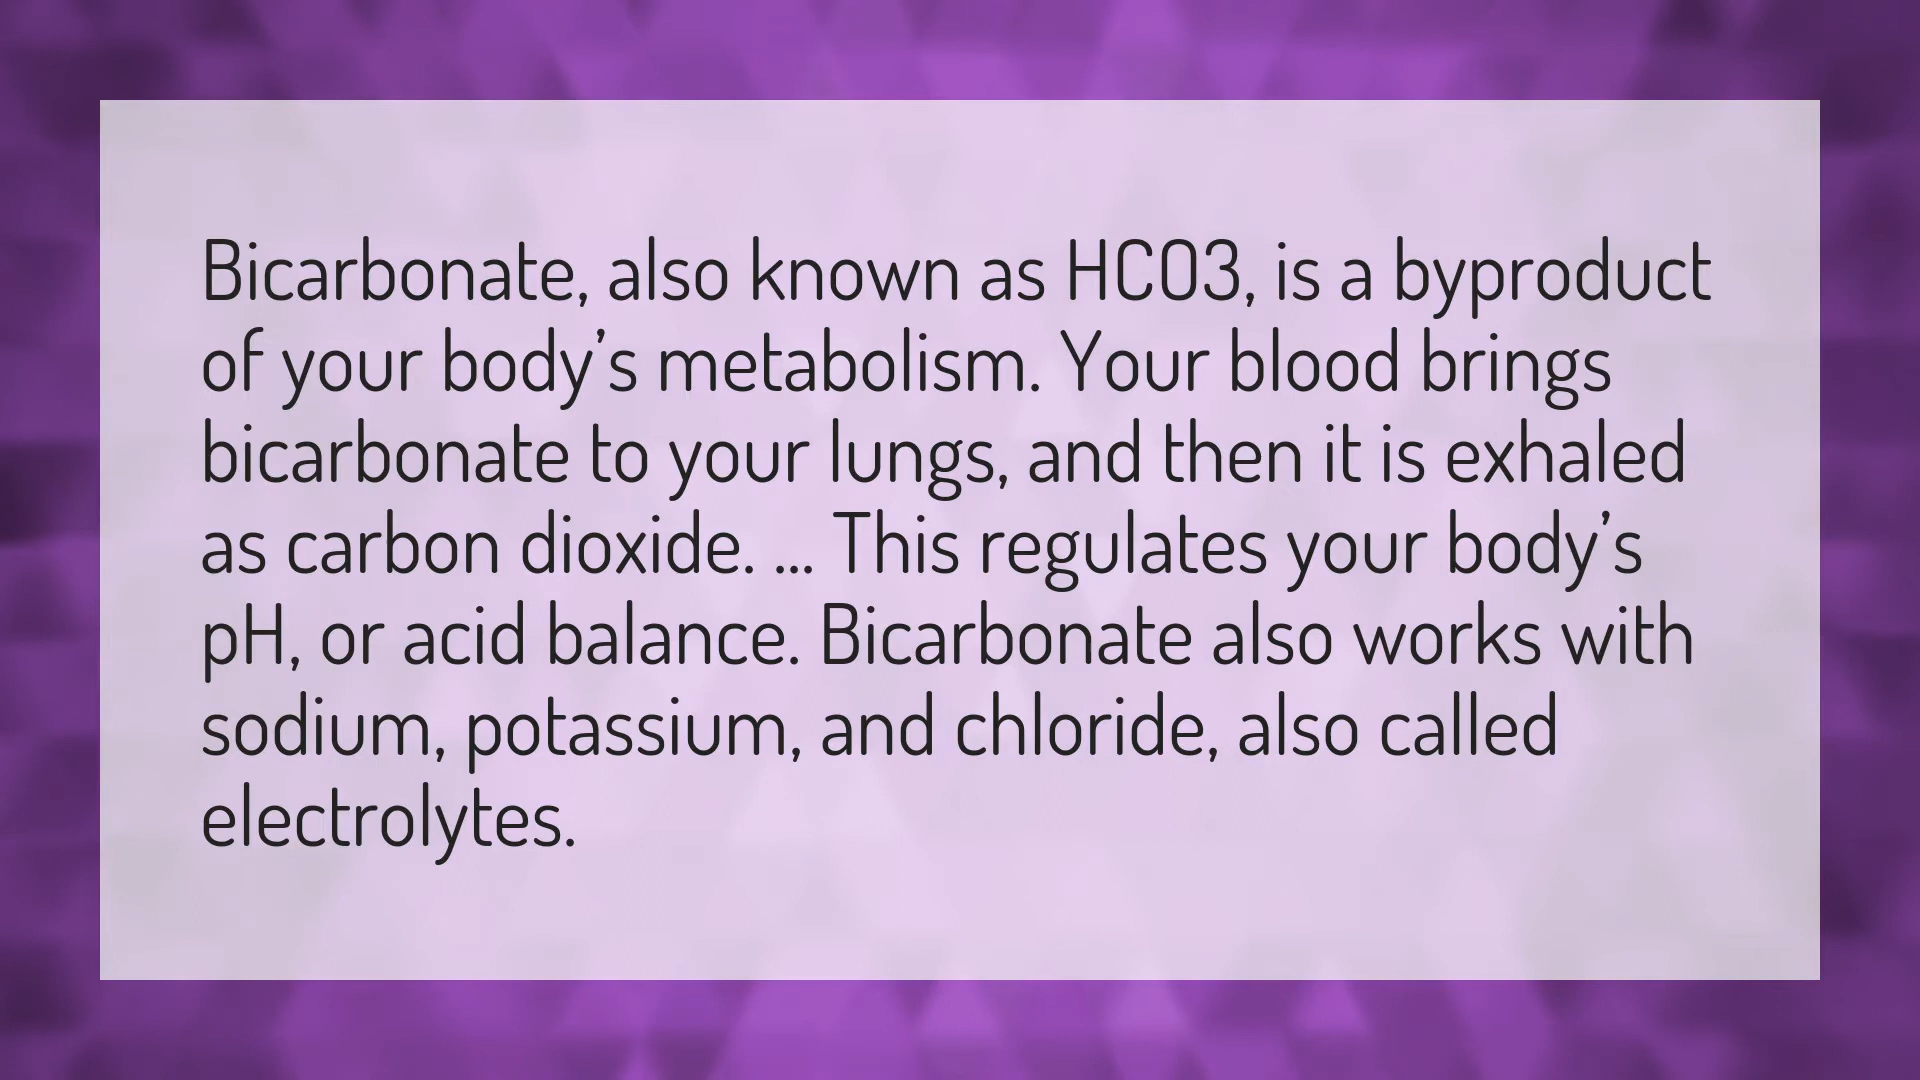 Bicarbonate, also known as HCO3, is a byproduct
of your body’s metabolism. Your blood brings
bicarbonate to your lungs, and then it is exhaled
as carbon dioxide. ... This regulates your body’s
pH, or acid balance. Bicarbonate also works with
sodium, potassium, and chloride, also called
electrolytes.